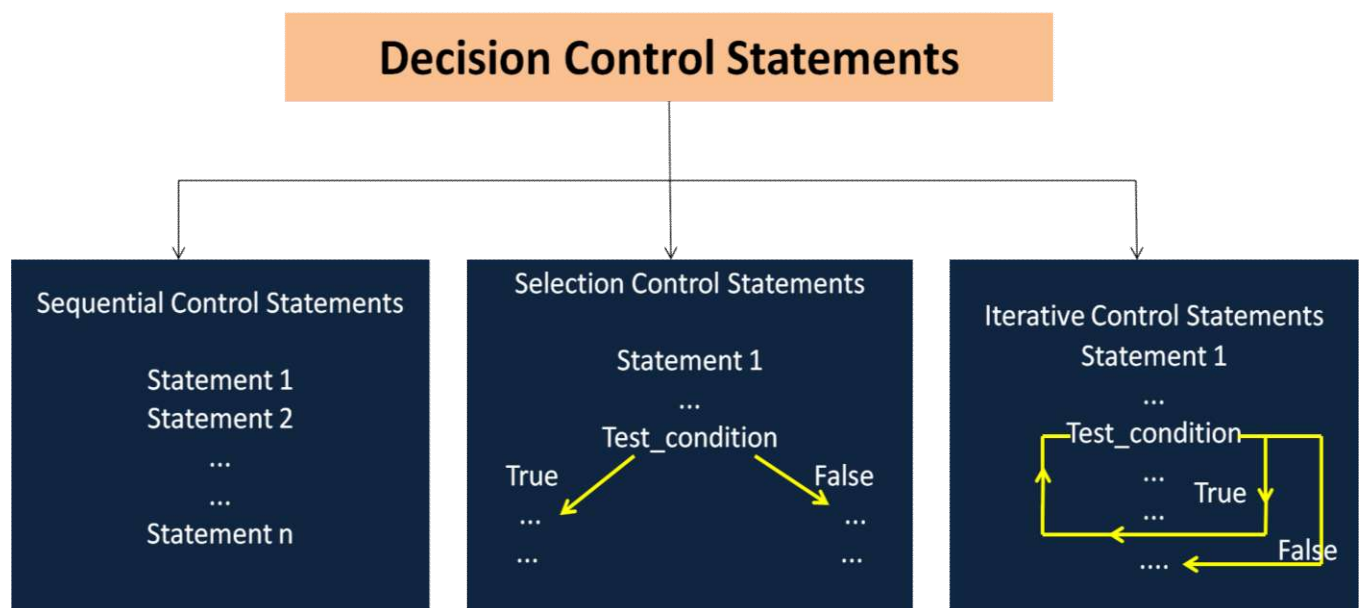 Decision Control Statements
Sequential Control Statements
Statement 1
Statement 2
...
...
Statement n
Selection Control Statements
Statement 1
...
Test_condition
True
False
...
...
...
...
Iterative Control Statements
Statement 1
...
Test_condition
...
True
...
False
....